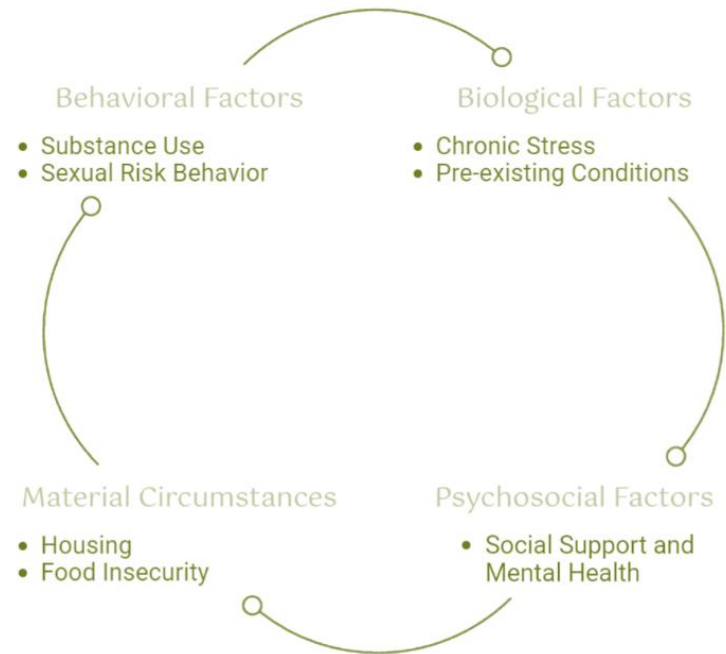 Behavioral Factors
• Substance Use
• Sexual Risk Behavior
Biological Factors
• Chronic Stress
• Pre-existing Conditions
Material Circumstances
• Housing
• Food Insecurity
Psychosocial Factors
• Social Support and
Mental Health